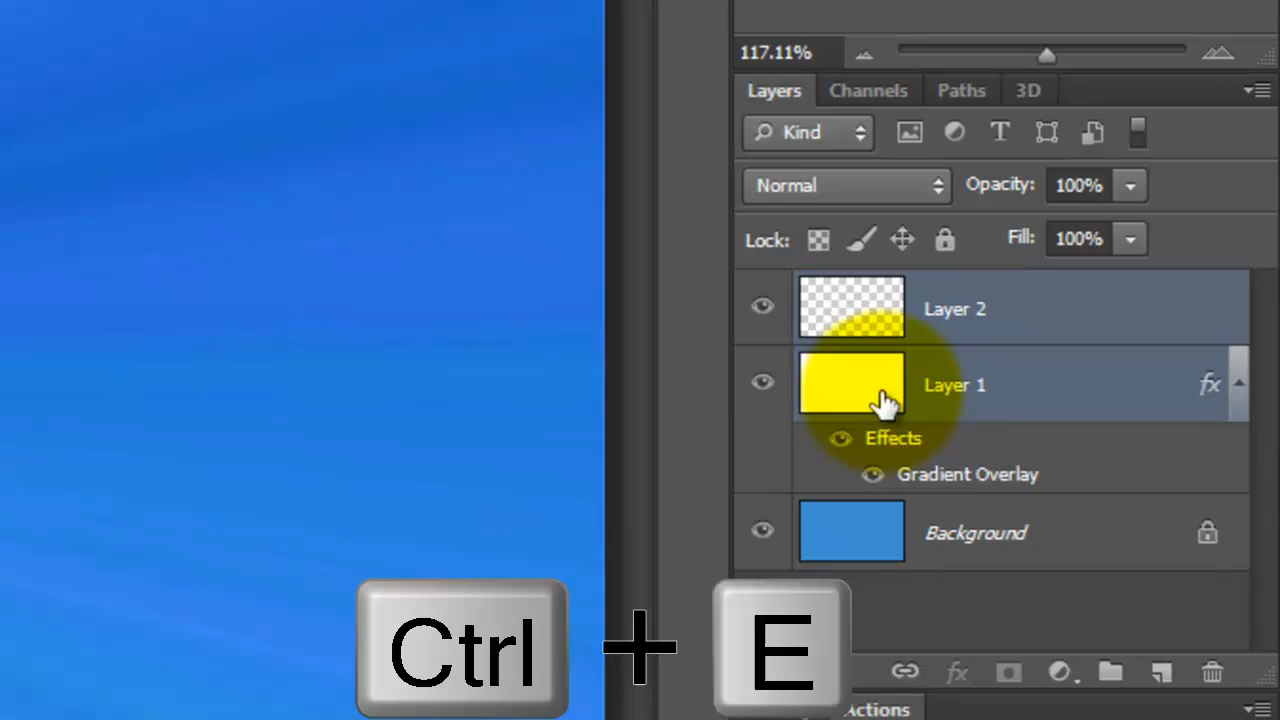 117.11%
Layers Channels Paths 3D
Kind T
Normal Opacity: 100%
Lock: Fill: 100%
Layer 2
Layer 1 fx
Effects
Gradient Overlay
Background
Ctrl + E
fx
Actions